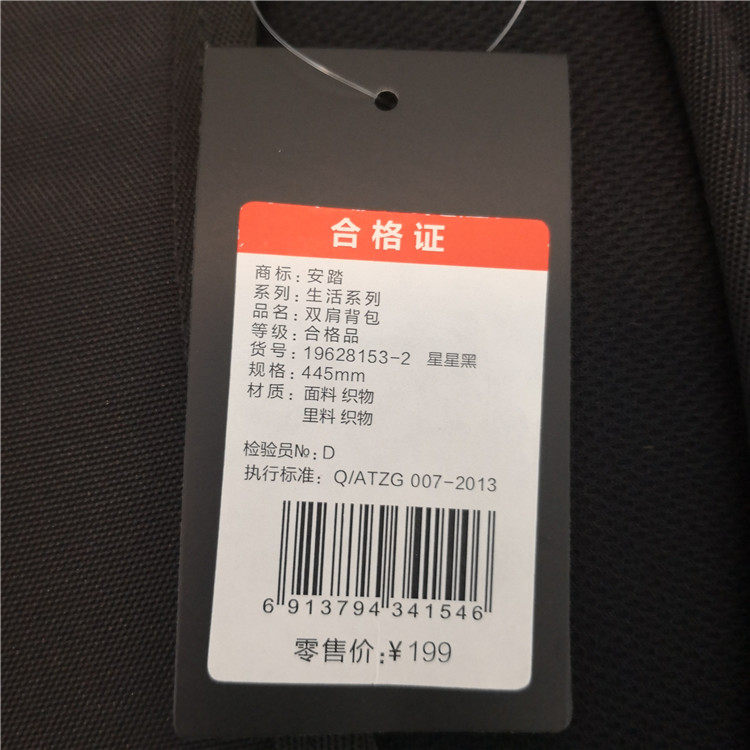 合格证
商标：安踏
系列：生活系列
品名：双肩背包
等级：合格品
货号：19628153-2 星星黑
规格：445mm
材质：面料 织物
里料 织物
检验员№：D
执行标准：Q/ATZG 007-2013
6 913794 341546
零售价:¥199